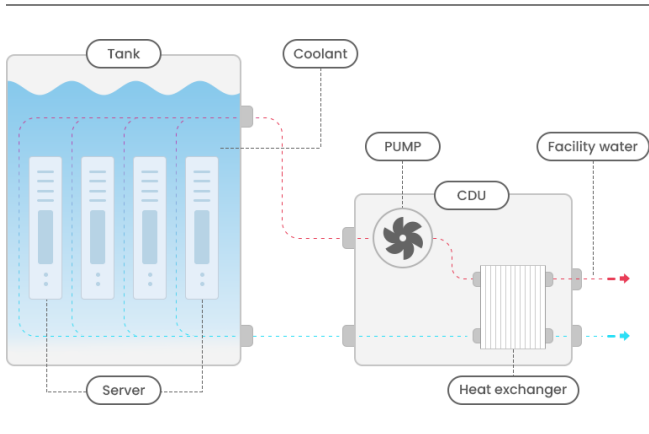 Tank
Coolant
PUMP
Facility water
CDU
Server
Heat exchanger